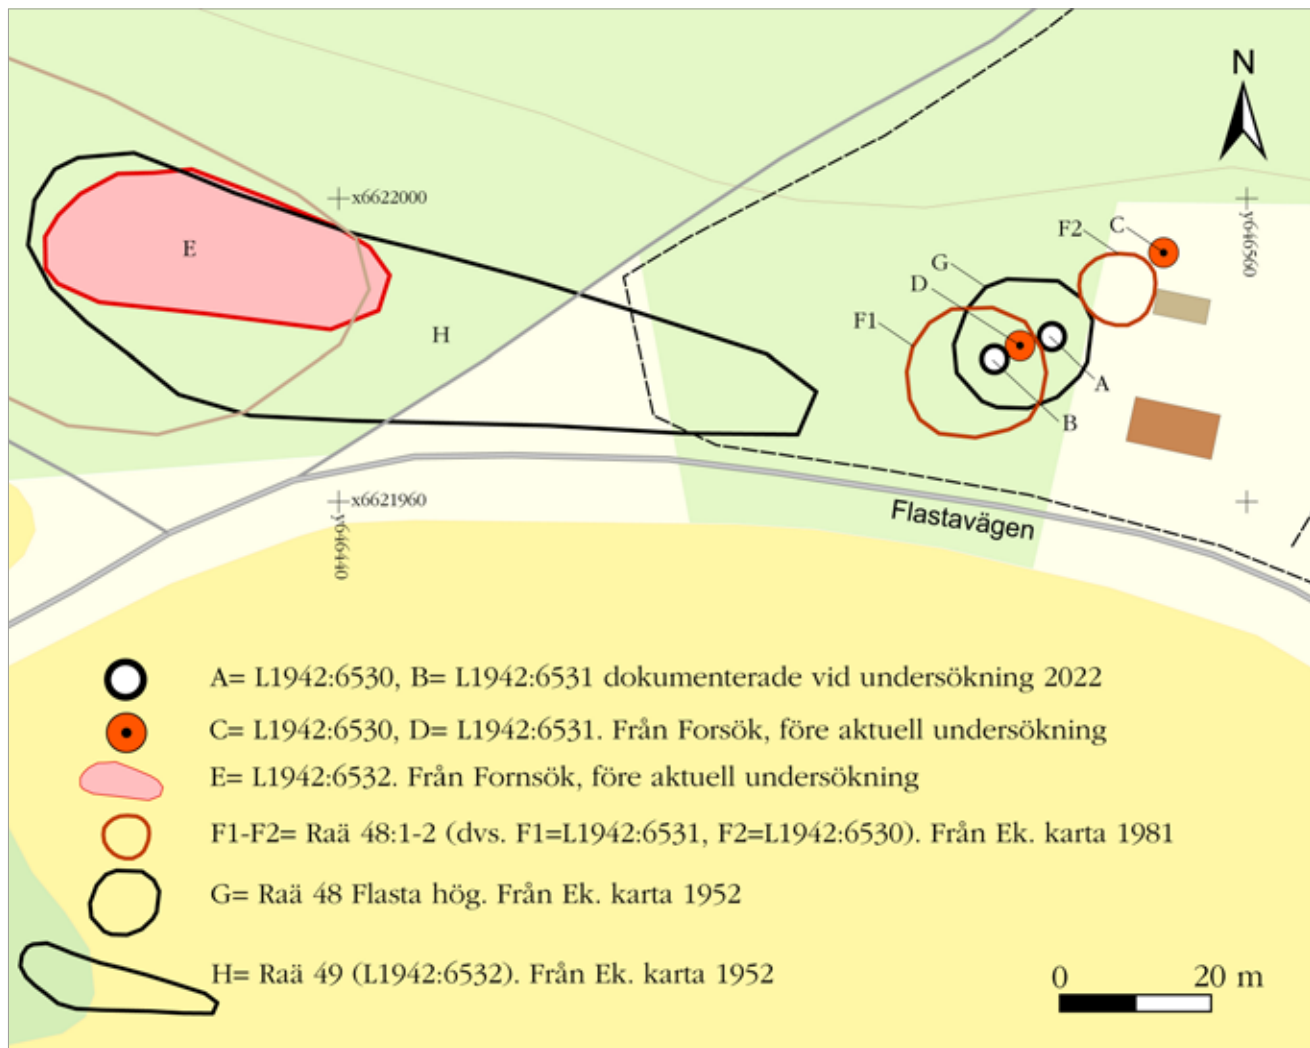 N
x6622000
y646560
E
F2
C
G
D
F1
H
A
B
x6621960
y646440
Flastavägen
A= L1942:6530, B= L1942:6531 dokumenterade vid undersökning 2022
C= L1942:6530, D= L1942:6531. Från Forsök, före aktuell undersökning
E= L1942:6532. Från Fornsök, före aktuell undersökning
F1-F2= Raä 48:1-2 (dvs. F1=L1942:6531, F2=L1942:6530). Från Ek. karta 1981
G= Raä 48 Flasta hög. Från Ek. karta 1952
H= Raä 49 (L1942:6532). Från Ek. karta 1952
0 20 m